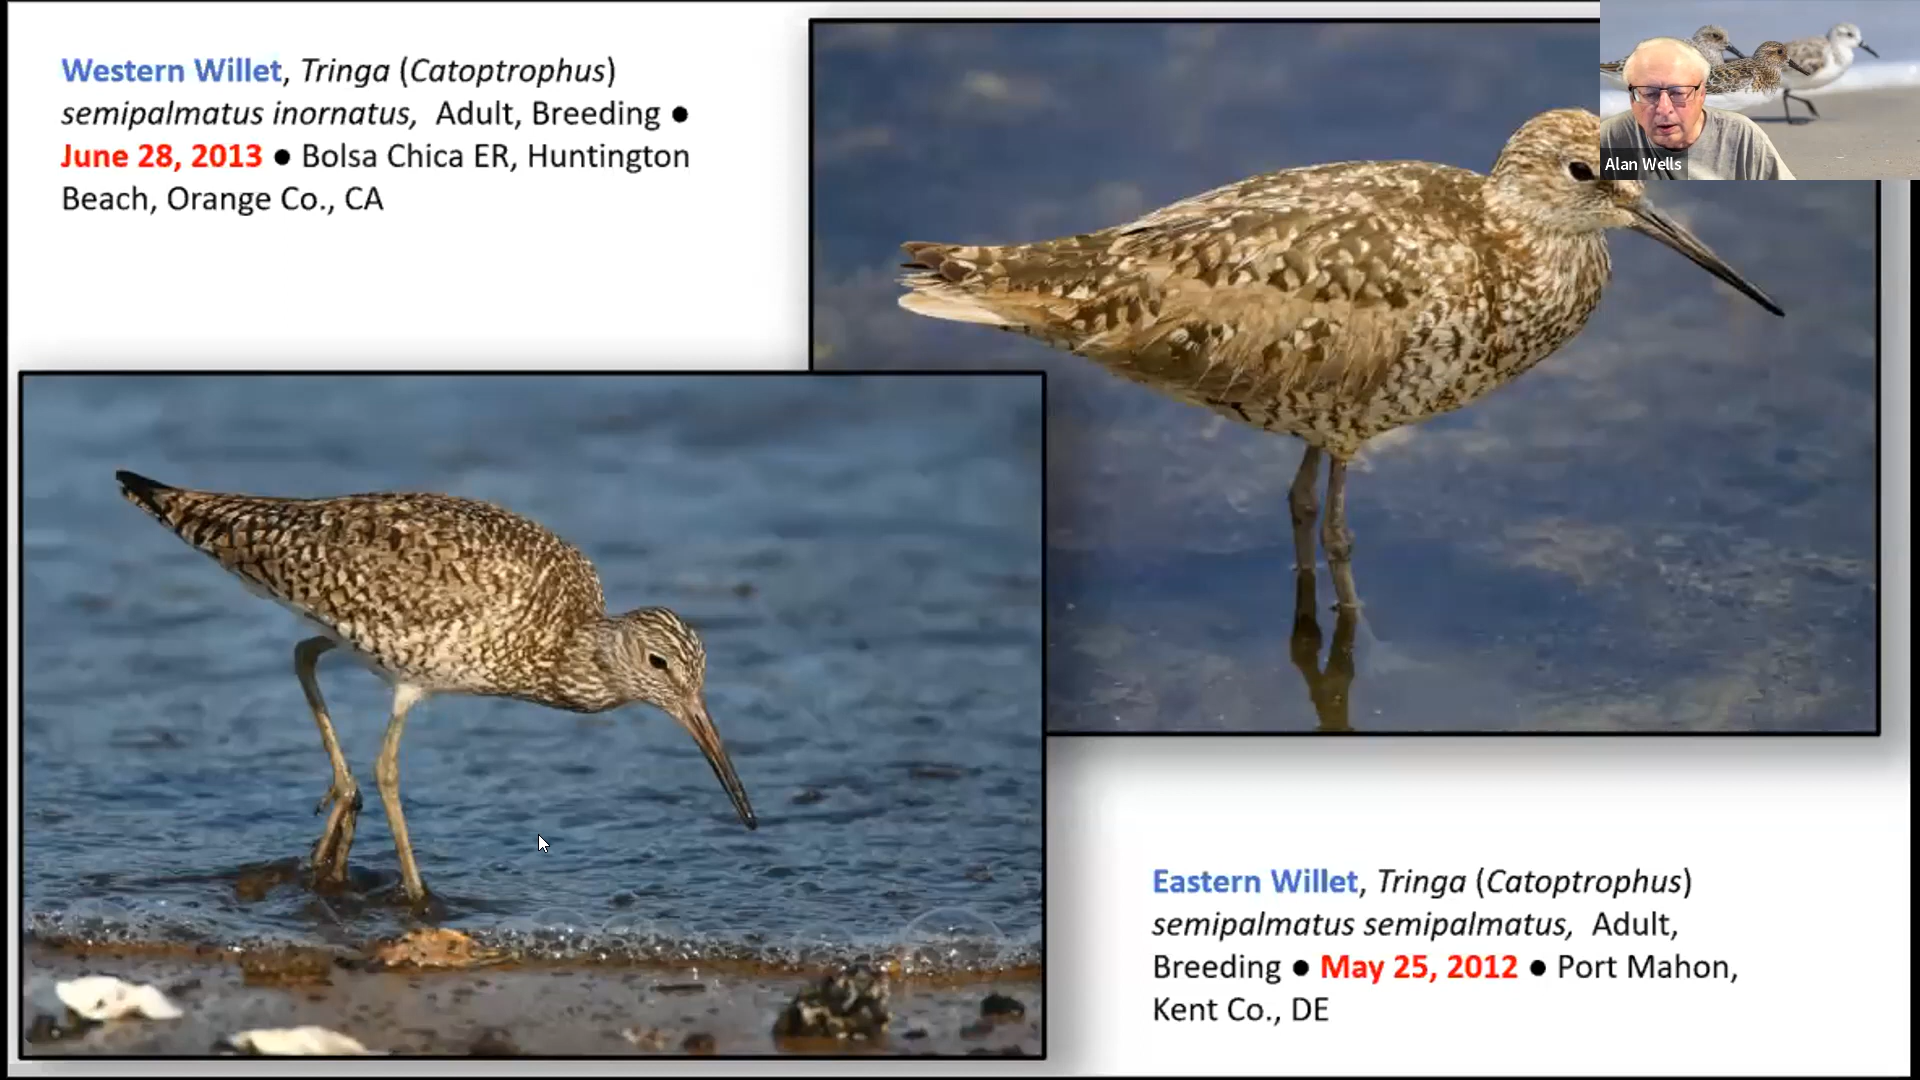 Western Willet, Tringa (Catoptrophus)
semipalmatus inornatus, Adult, Breeding ●
June 28, 2013 ● Bolsa Chica ER, Huntington
Beach, Orange Co., CA
Alan Wells
Eastern Willet, Tringa (Catoptrophus)
semipalmatus semipalmatus, Adult,
Breeding ● May 25, 2012 ● Port Mahon,
Kent Co., DE